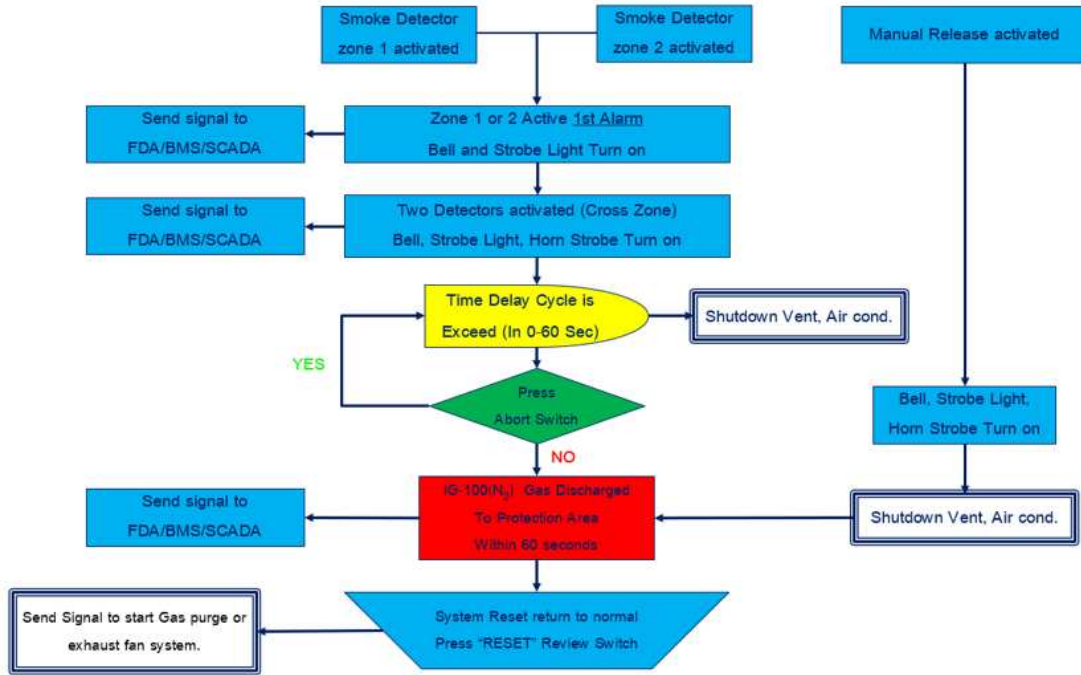 Smoke Detector
zone 1 activated
Smoke Detector
zone 2 activated
Manual Release activated
Send signal to
FDA/BMS/SCADA
Zone 1 or 2 Active 1st Alarm
Bell and Strobe Light Turn on
Send signal to
FDA/BMS/SCADA
Two Detectors activated (Cross Zone)
Bell, Strobe Light, Horn Strobe Turn on
Time Delay Cycle is
Exceed (In 0-60 Sec)
Shutdown Vent, Air cond.
YES
Press
Abort Switch
NO
Bell, Strobe Light,
Horn Strobe Turn on
Send signal to
FDA/BMS/SCADA
IG-100(N₂) Gas Discharged
To Protection Area
Within 60 seconds
Shutdown Vent, Air cond.
Send Signal to start Gas purge or
exhaust fan system.
System Reset return to normal
Press “RESET” Review Switch